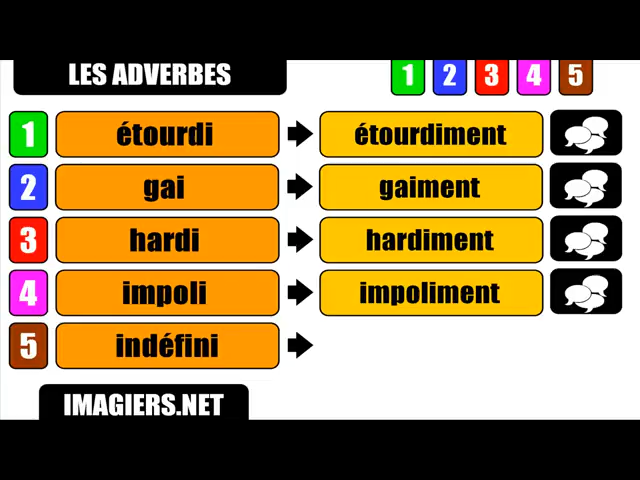 LES ADVERBES 1 2 3 4 5
1 étourdi étourdiment
2 gai gaiment
3 hardi hardiment
4 impoli impoliment
5 indéfini
IMAGIERS.NET